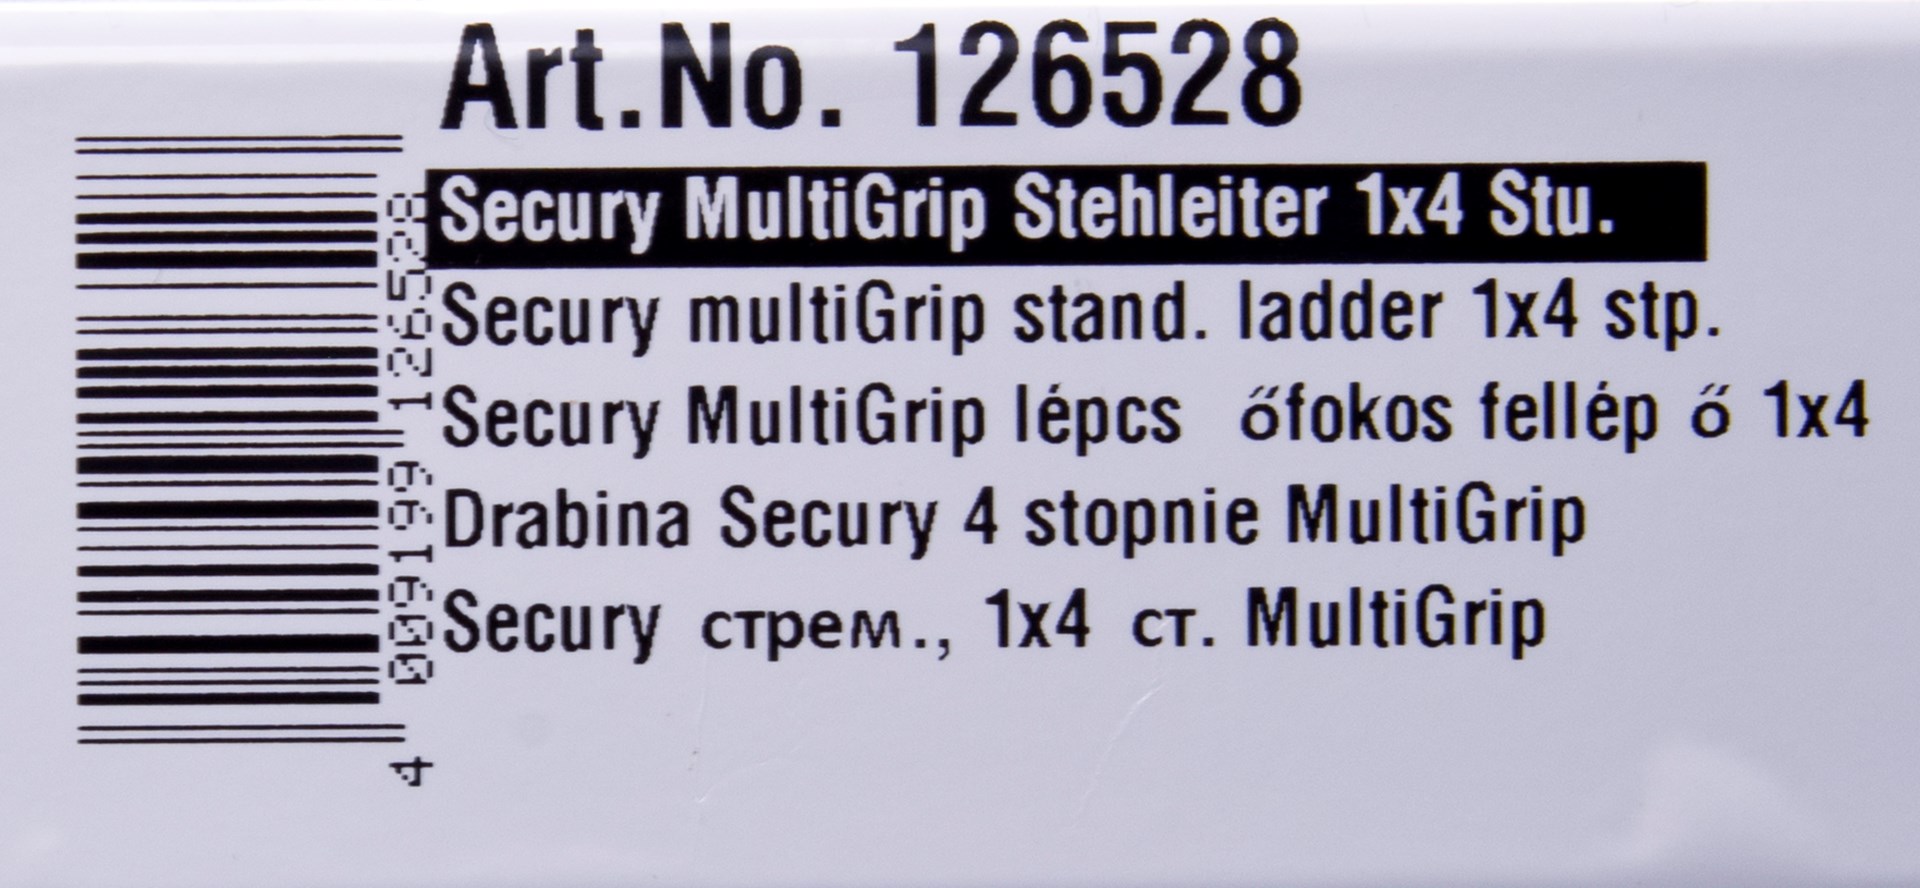 Art.No. 126528
Secury MultiGrip Stehleiter 1x4 Stu.
Secury multiGrip stand. ladder 1x4 stp.
Secury MultiGrip lépcs őfokos fellép ő 1x4
Drabina Secury 4 stopnie MultiGrip
Secury стрем., 1x4 ст. MultiGrip
4 009199 126528